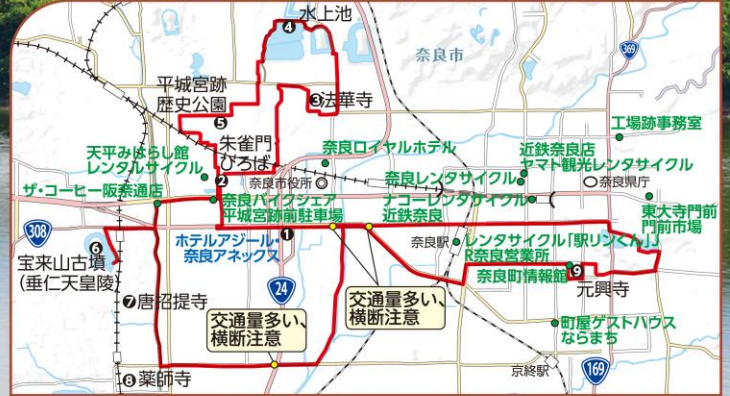 水上池
❹
奈良市
369
平城宮跡
歴史公園
❸法華寺
❺
工場跡事務室
朱雀門
ひろば
天平みはらし館
レンタルサイクル
奈良ロイヤルホテル
近鉄奈良店
ヤマト観光レンタサイクル
❷
奈良市役所
奈良レンタサイクル
奈良県庁
ザ・コーヒー阪奈通店
奈良バイクシェア
平城宮跡前駐車場
ナコーレンタサイクル
近鉄奈良
東大寺門前
門前市場
308
❶
ホテルアジール・
奈良アネックス
❻
宝来山古墳
(垂仁天皇陵)
奈良駅
レンタサイクル「駅リンくん」J
R奈良営業所
奈良町情報館
❾
元興寺
24
❼唐招提寺
交通量多い、
横断注意
交通量多い、
横断注意
町屋ゲストハウス
ならまち
❽薬師寺
京終駅
169